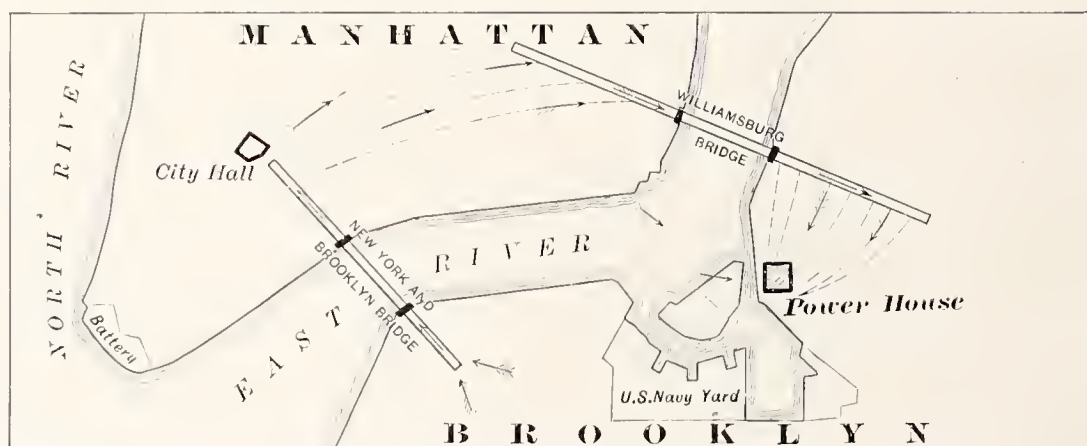 MANHATTAN
NORTH RIVER
City Hall
WILLIAMSBURG
BRIDGE
NEW YORK AND
BROOKLYN BRIDGE
EAST RIVER
Battery
Power House
U.S. Navy Yard
BROOKLYN